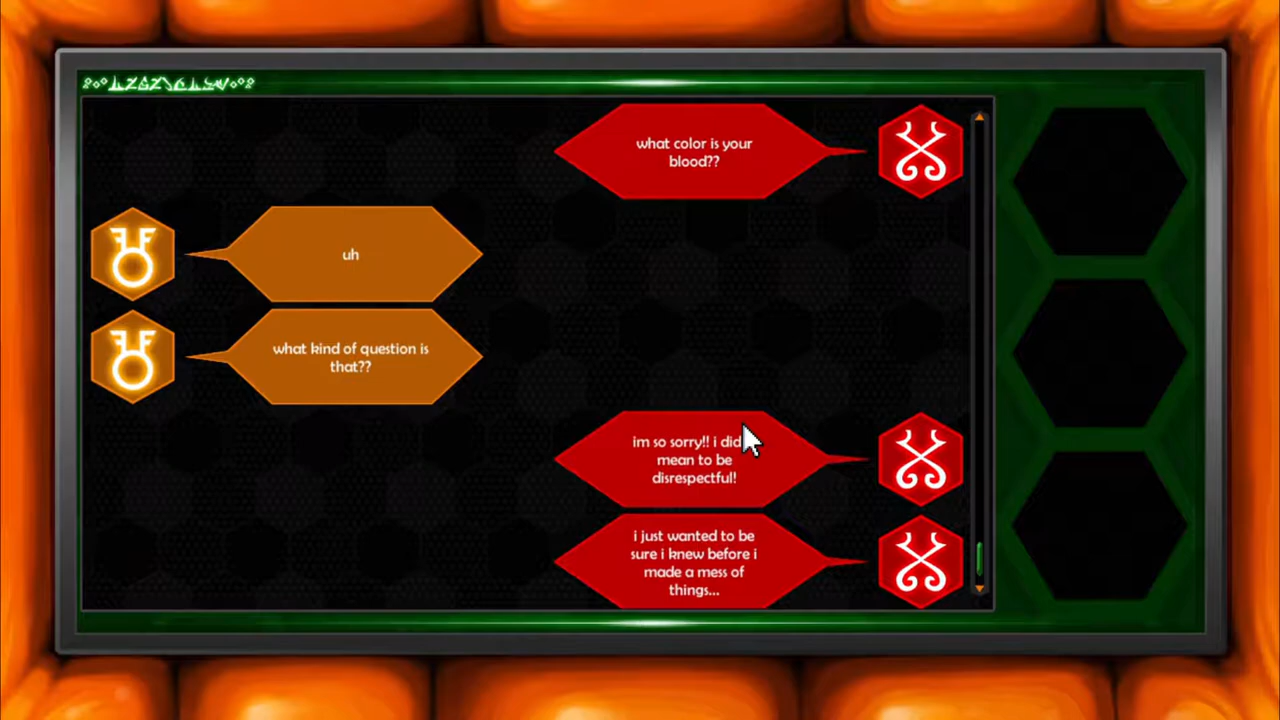 what color is your
blood??
uh
what kind of question is
that??
im so sorry!! i did
mean to be
disrespectful!
i just wanted to be
sure i knew before i
made a mess of
things...